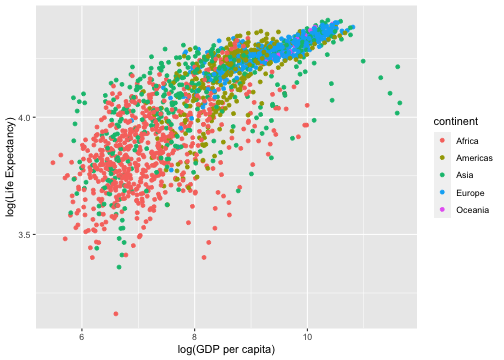 4.0
3.5
log(Life Expectancy)
6
8
10
log(GDP per capita)
continent
Africa
Americas
Asia
Europe
Oceania